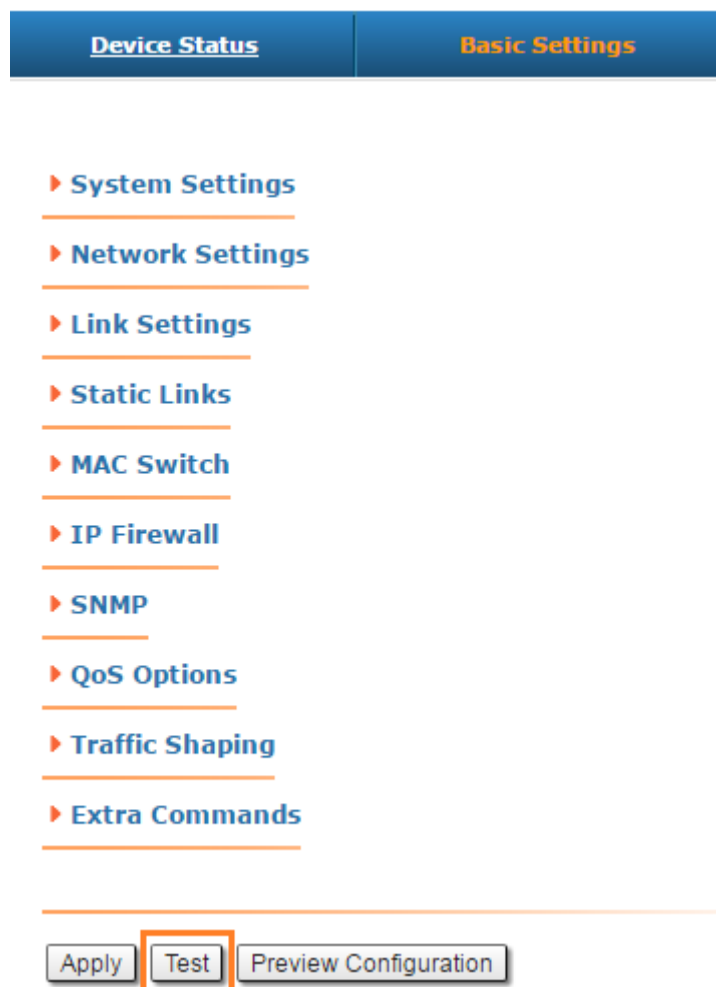 Device Status Basic Settings
System Settings
Network Settings
Link Settings
Static Links
MAC Switch
IP Firewall
SNMP
QoS Options
Traffic Shaping
Extra Commands
Apply Test Preview Configuration